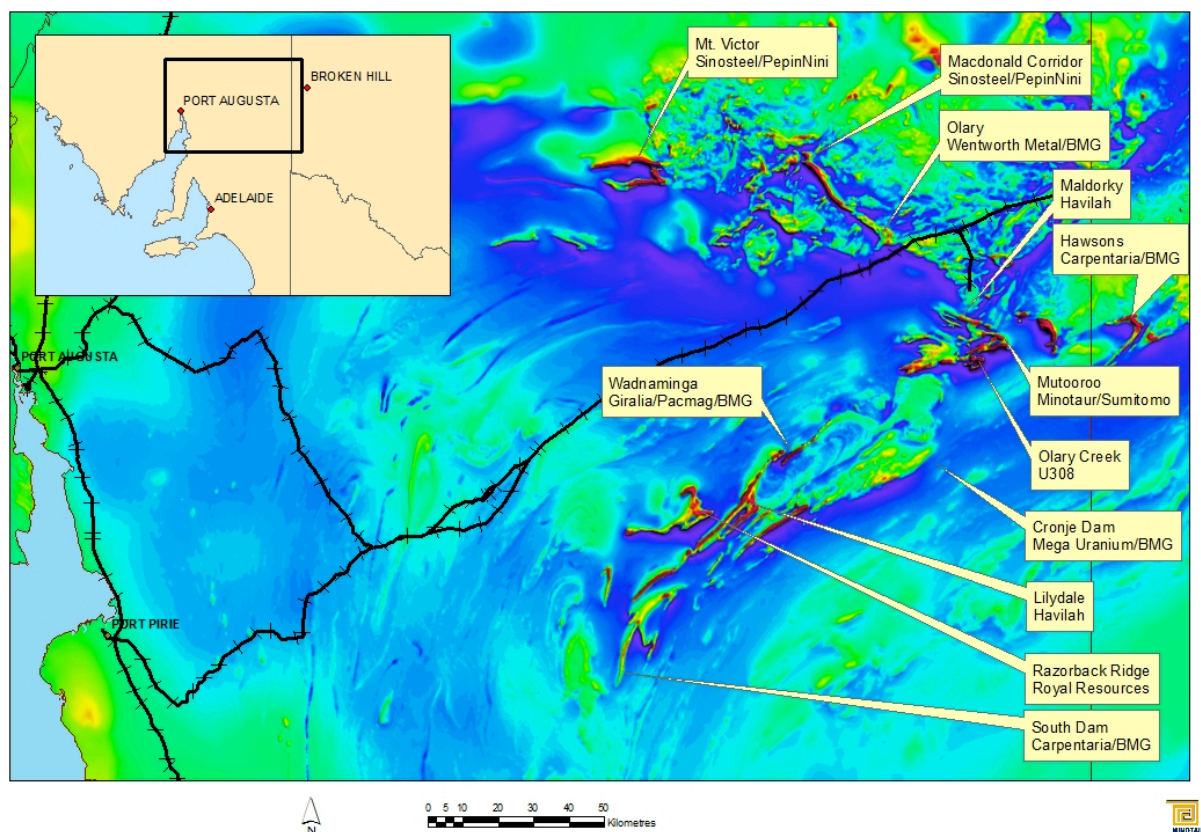 BROKEN HILL
PORT AUGUSTA
ADELAIDE
Mt. Victor
Sinosteel/PepinNini
Macdonald Corridor
Sinosteel/PepinNini
Olary
Wentworth Metal/BMG
Maldorky
Havilah
Hawsons
Carpentaria/BMG
PORT AUGUSTA
Wadnaminga
Giralia/Pacmag/BMG
Mutooroo
Minotaur/Sumitomo
Olary Creek
U308
Cronje Dam
Mega Uranium/BMG
Lilydale
Havilah
PORT PIRIE
Razorback Ridge
Royal Resources
South Dam
Carpentaria/BMG
N
0 5 10 20 30 40 50
Kilometres